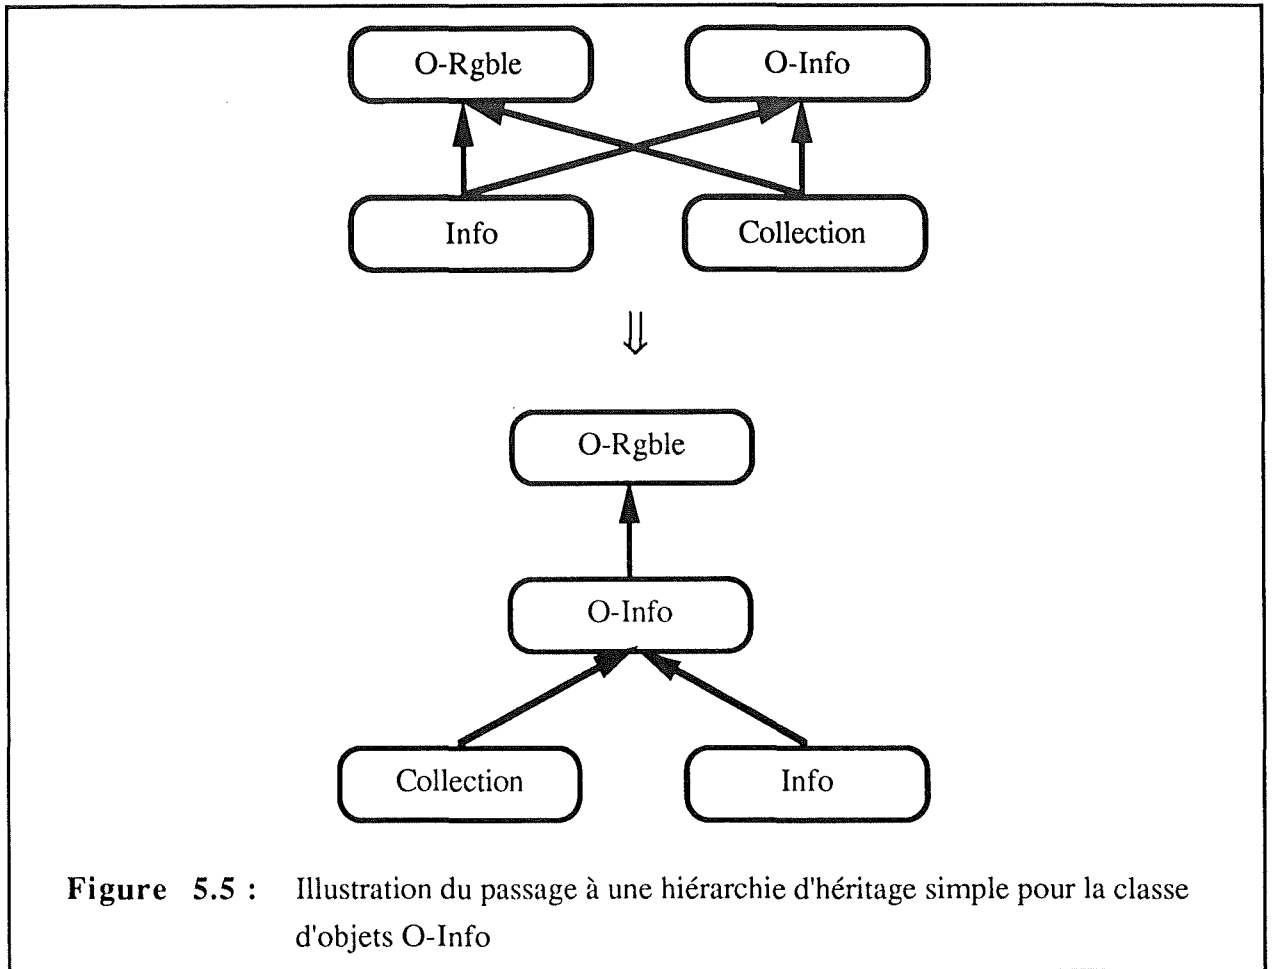 O-Rgble
O-Info
Info
Collection
⇓
O-Rgble
O-Info
Collection
Info
Figure 5.5 : Illustration du passage à une hiérarchie d'héritage simple pour la classe
d'objets O-Info